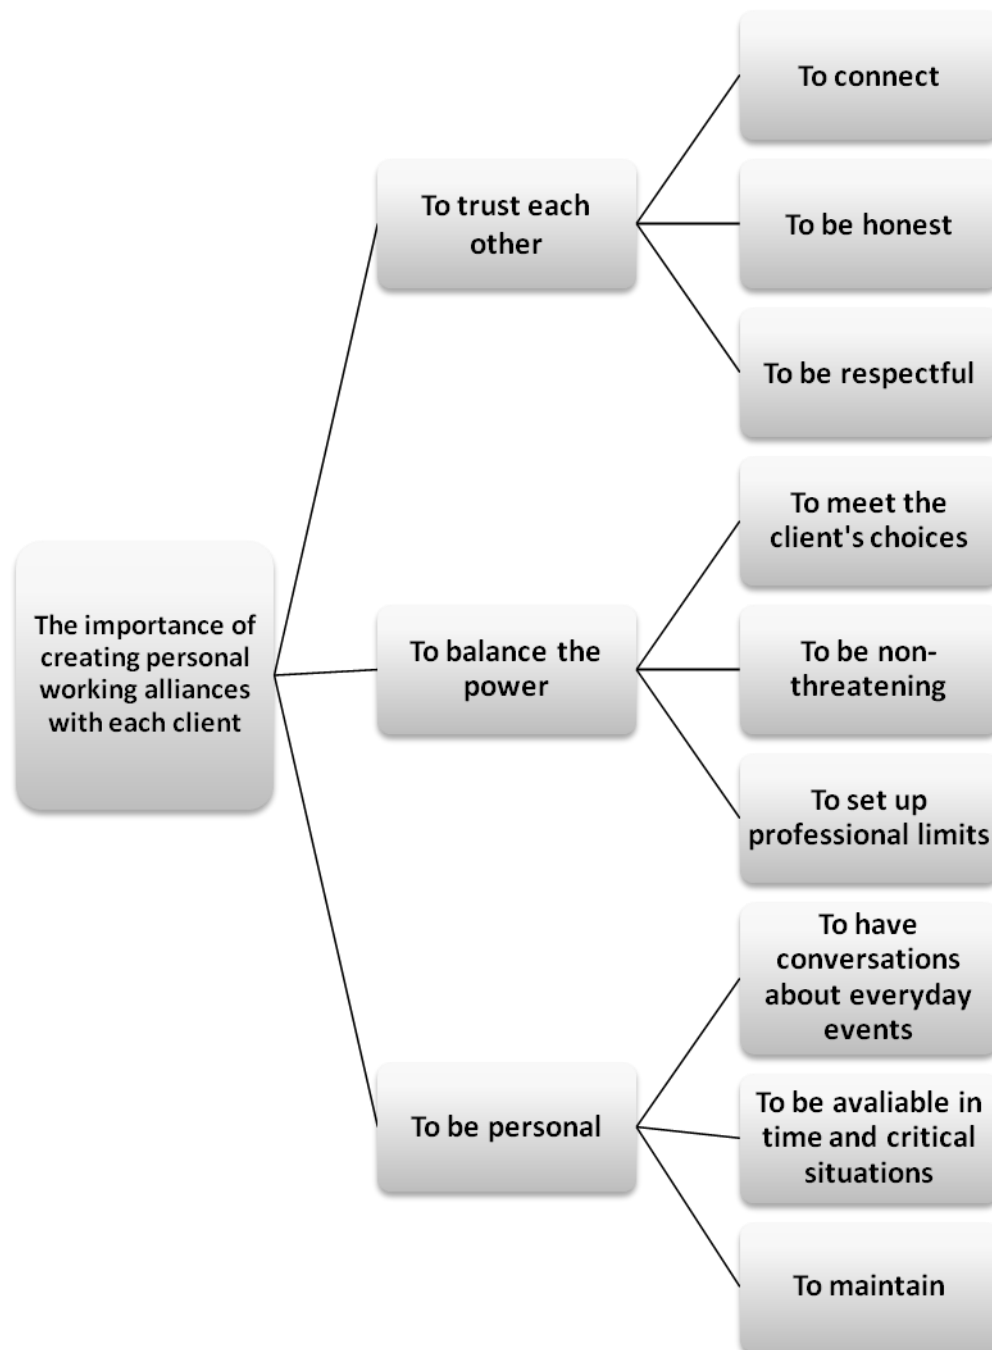 The importance of
creating personal
working alliances
with each client
To trust each
other
To connect
To be honest
To be respectful
To balance the
power
To meet the
client's choices
To be non-
threatening
To set up
professional limits
To be personal
To have
conversations
about everyday
events
To be avaliable in
time and critical
situations
To maintain